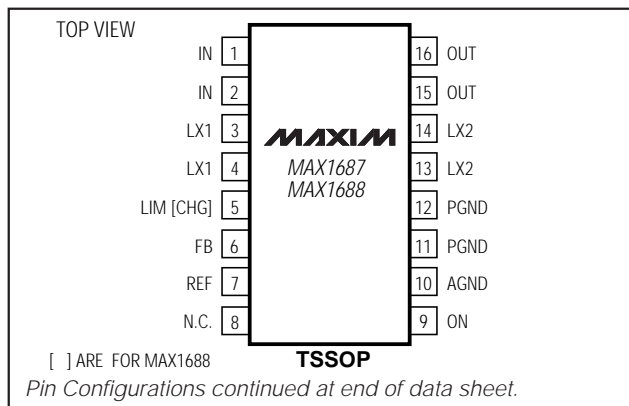 TOP VIEW
IN 1 16 OUT
IN 2 15 OUT
LX1 3 14 LX2
MAXIM
LX1 4 13 LX2
MAX1687
MAX1688
LIM [CHG] 5 12 PGND
FB 6 11 PGND
REF 7 10 AGND
N.C. 8 9 ON
[ ] ARE FOR MAX1688
TSSOP
Pin Configurations continued at end of data sheet.